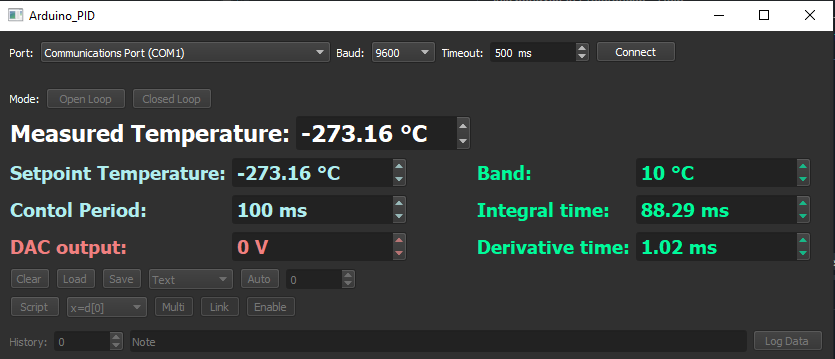 Arduino_PID
Port: Communications Port (COM1) Baud: 9600 Timeout: 500 ms Connect
Mode: Open Loop Closed Loop
Measured Temperature: -273.16 °C
Setpoint Temperature: -273.16 °C Band: 10 °C
Contol Period: 100 ms Integral time: 88.29 ms
DAC output: 0 V Derivative time: 1.02 ms
Clear Load Save Text Auto 0
Script x=d[0] Multi Link Enable
History: 0 Note Log Data